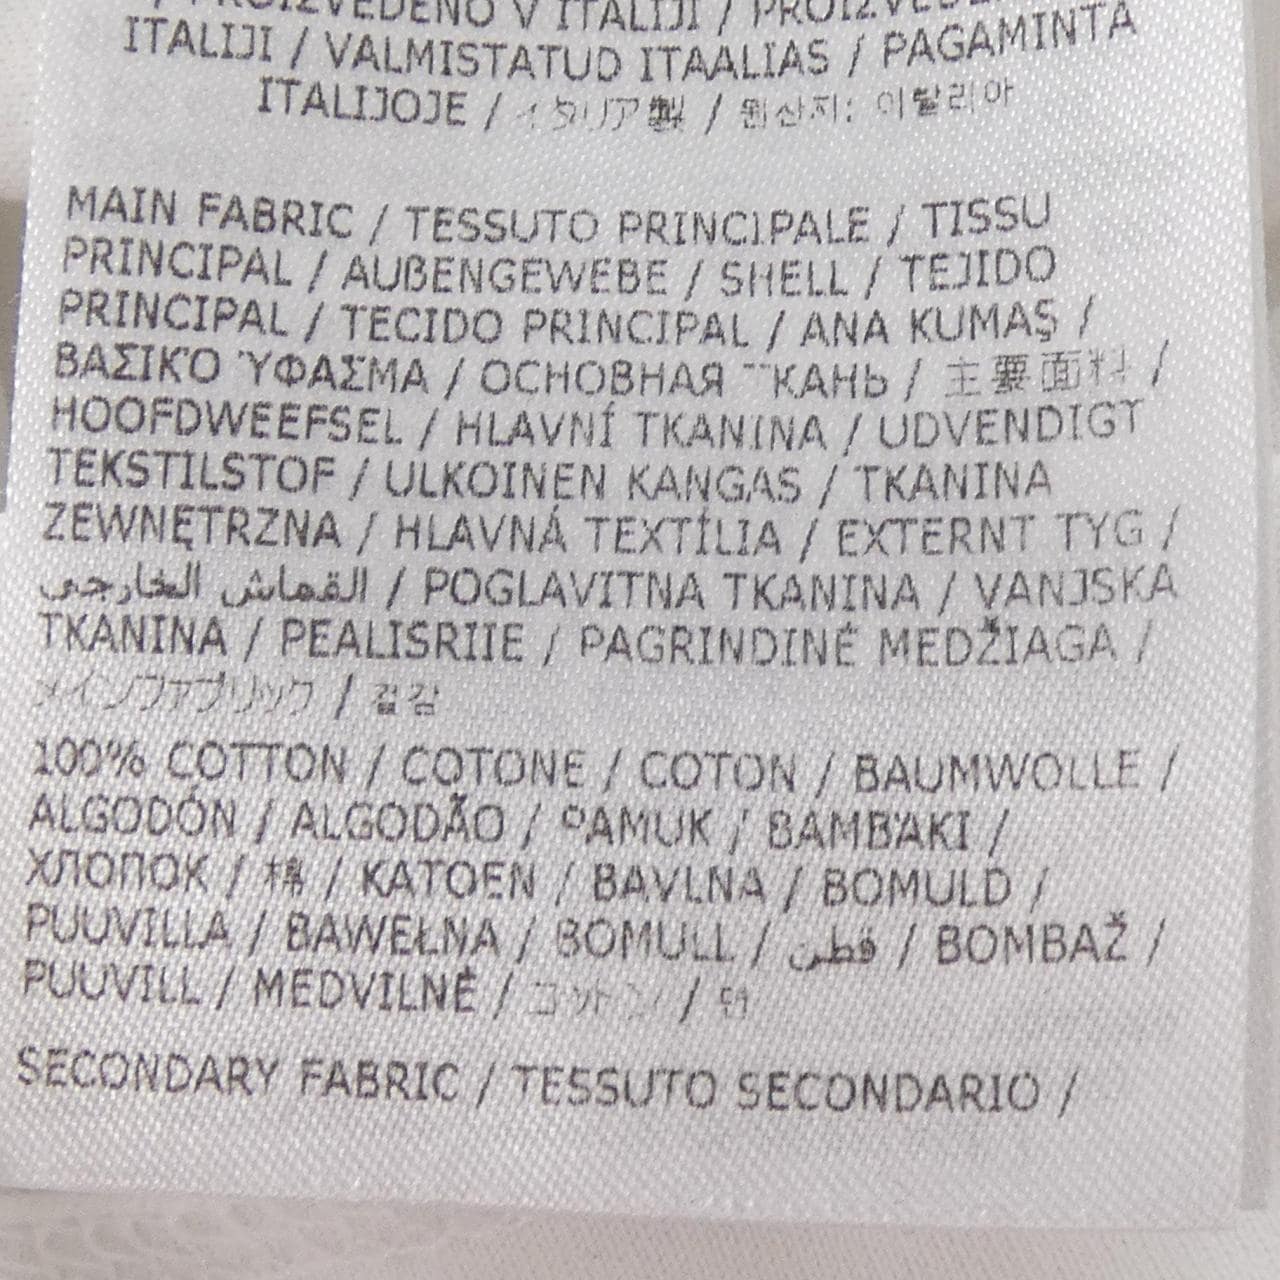 / PROIZVEDENO V ITALIJI /
ITALIJI / VALMISTATUD ITAALIAS / PAGAMINTA
ITALIJOJE / イタリア製 / 원산지: 이탈리아
MAIN FABRIC / TESSUTO PRINCIPALE / TISSU
PRINCIPAL / AUßENGEWEBE / SHELL / TEJIDO
PRINCIPAL / TECIDO PRINCIPAL / ANA KUMAŞ /
ΒΑΣΙΚΌ ΎΦΑΣΜΑ / ОСНОВНАЯ ТКАНЬ / 主要面料 /
HOOFDWEEFSEL / HLAVNÍ TKANINA / UDVENDIGT
TEKSTILSTOF / ULKOINEN KANGAS / TKANINA
ZEWNĘTRZNA / HLAVNÁ TEXTÍLIA / EXTERNT TYG /
القماش الخارجي / POGLAVITNA TKANINA / VANJSKA
TKANINA / PEALISRIIE / PAGRINDINĖ MEDŽIAGA /
メインファブリック / 겉감
100% COTTON / COTONE / COTON / BAUMWOLLE /
ALGODÓN / ALGODÃO / PAMUK / ΒΑΜΒΆΚΙ /
ХЛОПОК / 棉 / KATOEN / BAVLNA / BOMULD /
PUUVILLA / BAWEŁNA / BOMULL / قطن / BOMBAŽ /
PUUVILL / MEDVILNĖ / コットン / 면
SECONDARY FABRIC / TESSUTO SECONDARIO /